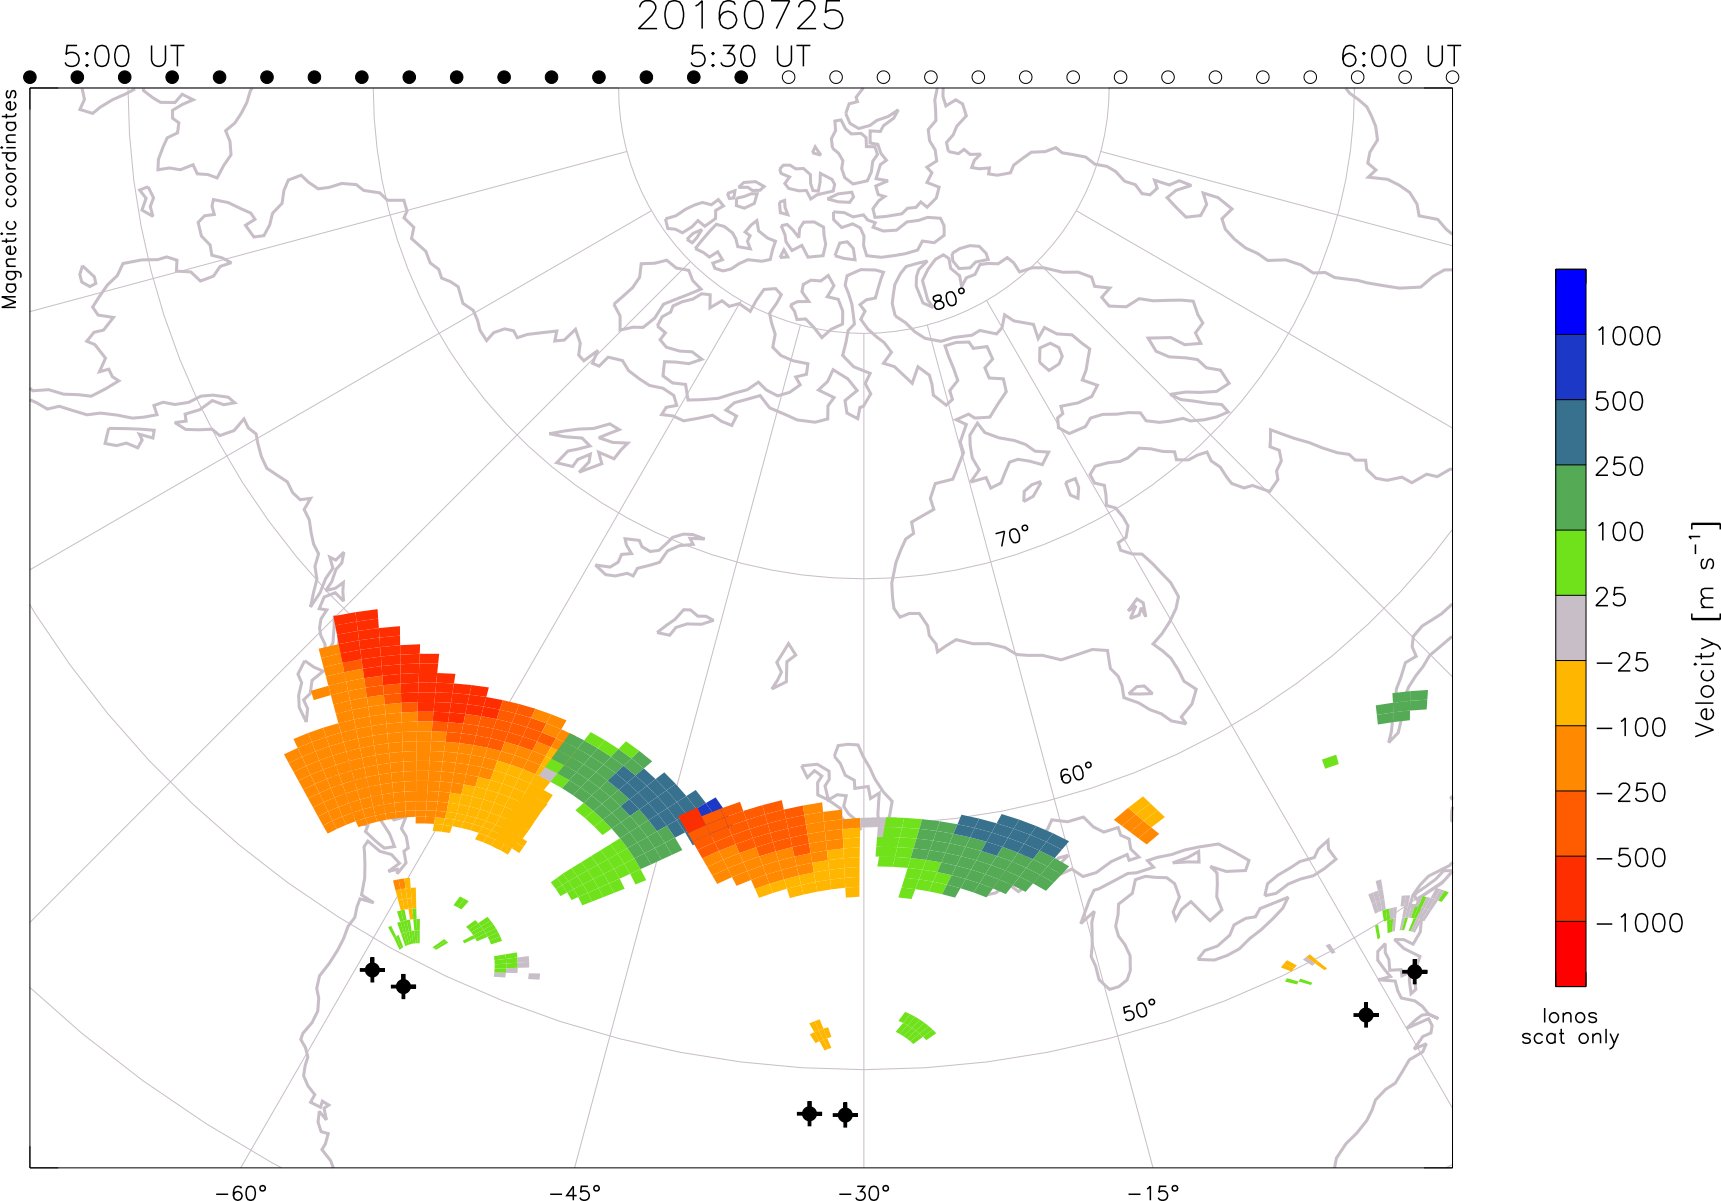 20160725
5:00 UT
5:30 UT
6:00 UT
Magnetic coordinates
80°
70°
60°
50°
1000
500
250
100
25
−25
−100
−250
−500
−1000
Velocity [m s⁻¹]
Ionos
scat only
−60°
−45°
−30°
−15°